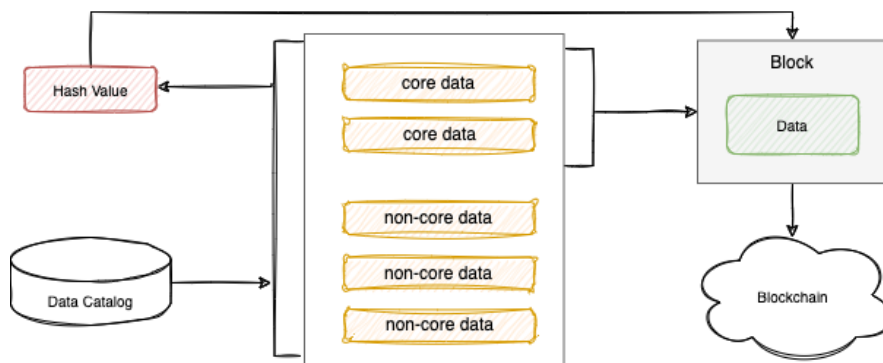 Hash Value
core data
core data
non-core data
non-core data
non-core data
Data Catalog
Block
Data
Blockchain